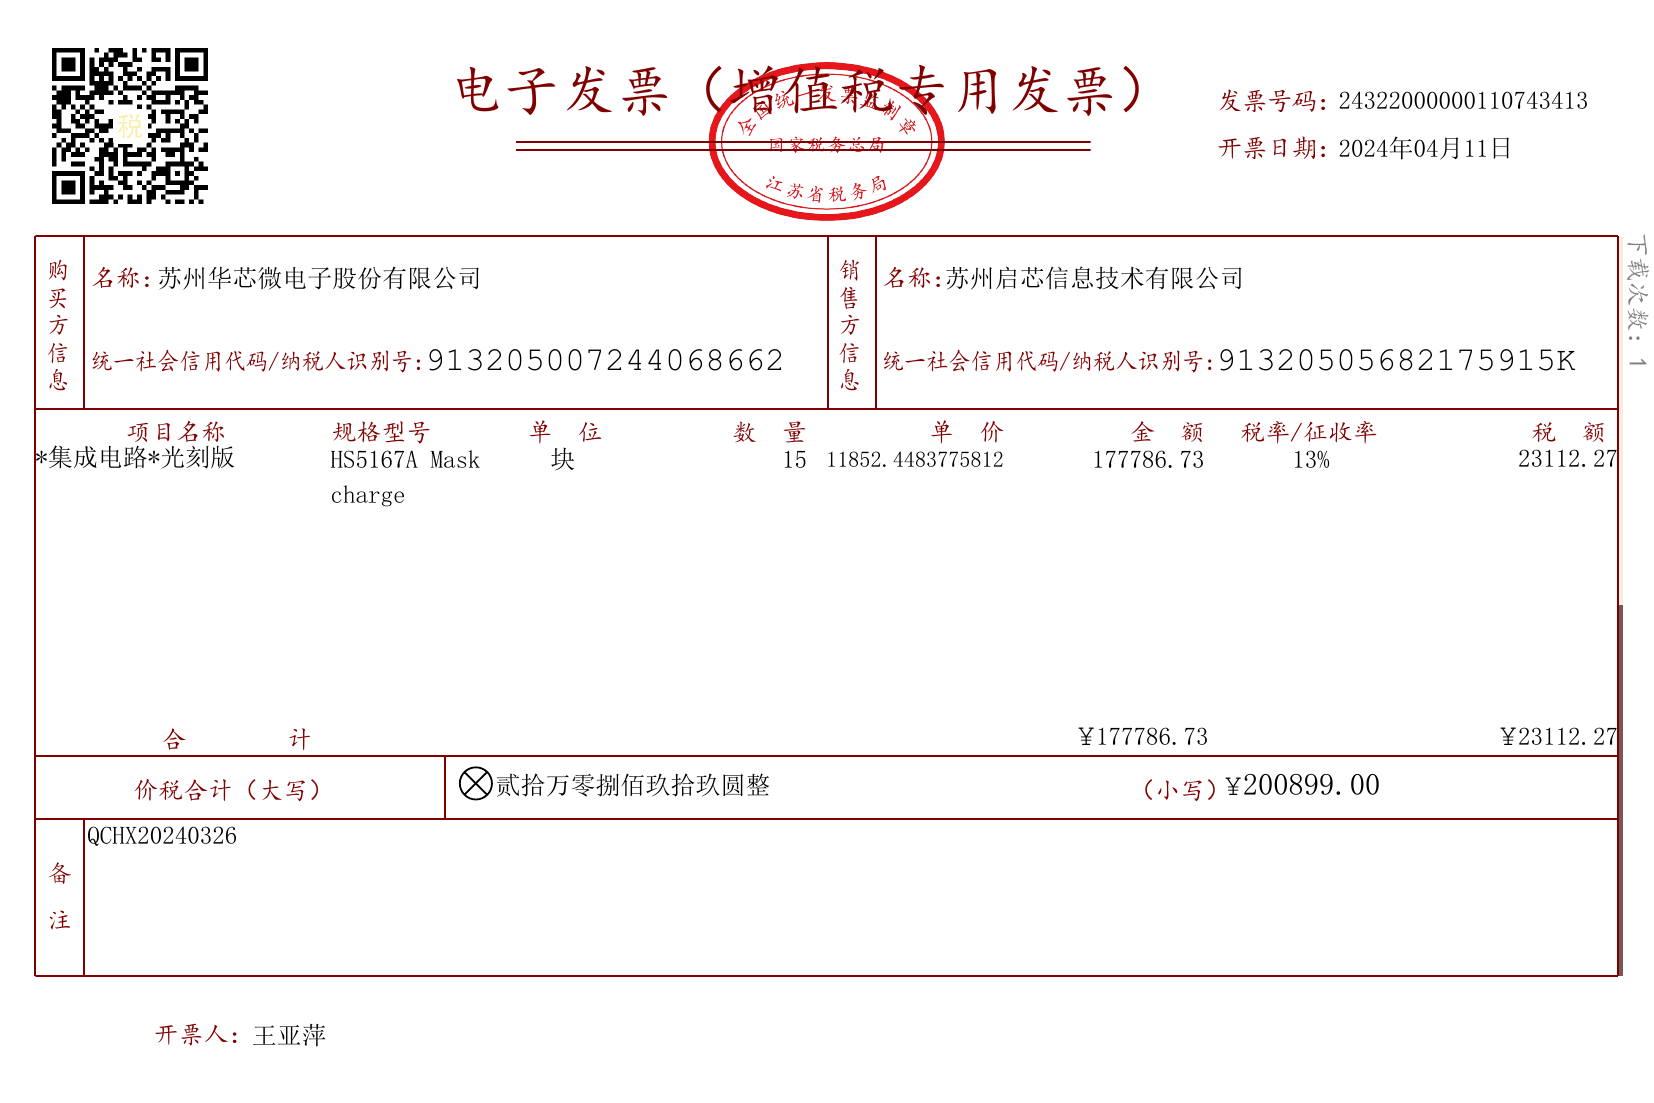 电子发票（增值税专用发票）
全国统一发票监制章
国家税务总局
江苏省税务局
税
发票号码：24322000000110743413
开票日期：2024年04月11日
下载次数：1
购买方信息
名称：苏州华芯微电子股份有限公司
统一社会信用代码/纳税人识别号：913205007244068662
销售方信息
名称：苏州启芯信息技术有限公司
统一社会信用代码/纳税人识别号：91320505682175915K
项目名称 规格型号 单位 数量 单价 金额 税率/征收率 税额
*集成电路*光刻版 HS5167A Mask 块 15 11852.4483775812 177786.73 13% 23112.27
charge
合计 ¥177786.73 ¥23112.27
价税合计（大写） ⊗贰拾万零捌佰玖拾玖圆整 （小写）¥200899.00
备注
QCHX20240326
开票人：王亚萍